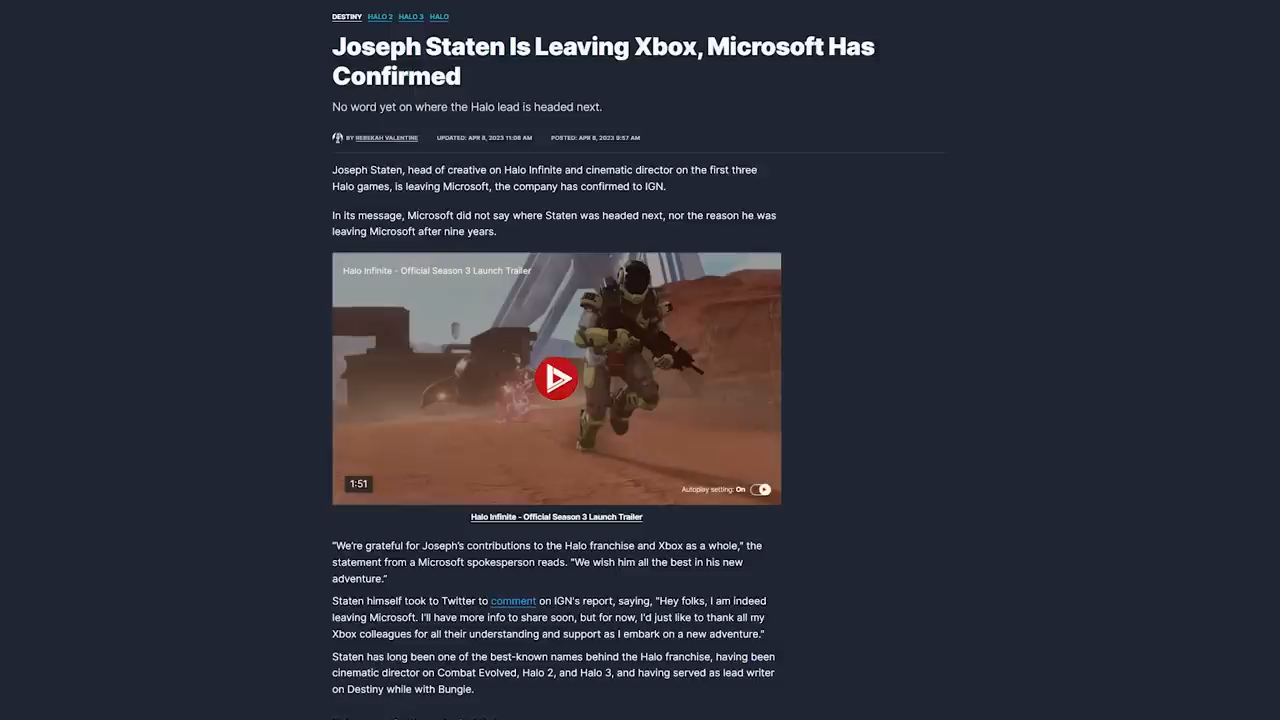 DESTINY HALO 2 HALO 3 HALO
Joseph Staten Is Leaving Xbox, Microsoft Has
Confirmed
No word yet on where the Halo lead is headed next.
BY REBEKAH VALENTINE UPDATED: APR 8, 2023 11:08 AM POSTED: APR 8, 2023 9:57 AM
Joseph Staten, head of creative on Halo Infinite and cinematic director on the first three
Halo games, is leaving Microsoft, the company has confirmed to IGN.
In its message, Microsoft did not say where Staten was headed next, nor the reason he was
leaving Microsoft after nine years.
Halo Infinite - Official Season 3 Launch Trailer
1:51
Autoplay setting: On
Halo Infinite - Official Season 3 Launch Trailer
"We're grateful for Joseph's contributions to the Halo franchise and Xbox as a whole," the
statement from a Microsoft spokesperson reads. "We wish him all the best in his new
adventure."
Staten himself took to Twitter to comment on IGN's report, saying, "Hey folks, I am indeed
leaving Microsoft. I'll have more info to share soon, but for now, I'd just like to thank all my
Xbox colleagues for all their understanding and support as I embark on a new adventure."
Staten has long been one of the best-known names behind the Halo franchise, having been
cinematic director on Combat Evolved, Halo 2, and Halo 3, and having served as lead writer
on Destiny while with Bungie.